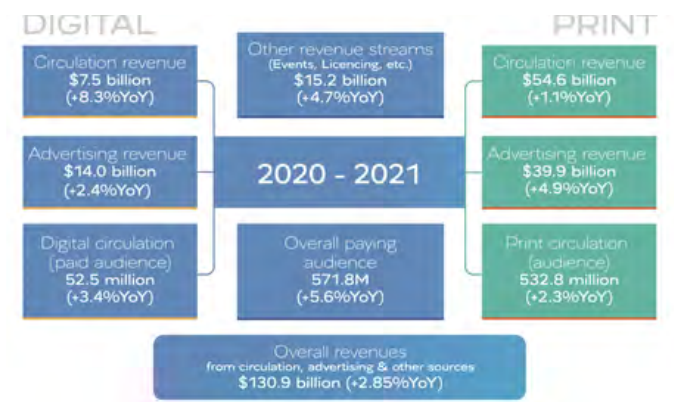 DIGITAL
PRINT
Circulation revenue
$7.5 billion
(+8.3%YoY)
Other revenue streams
(Events, Licencing, etc.)
$15.2 billion
(+4.7%YoY)
Circulation revenue
$54.6 billion
(+1.1%YoY)
Advertising revenue
$14.0 billion
(+2.4%YoY)
2020 - 2021
Advertising revenue
$39.9 billion
(+4.9%YoY)
Digital circulation
(paid audience)
52.5 million
(+3.4%YoY)
Overall paying
audience
571.8M
(+5.6%YoY)
Print circulation
(audience)
532.8 million
(+2.3%YoY)
Overall revenues
from circulation, advertising & other sources
$130.9 billion (+2.85%YoY)